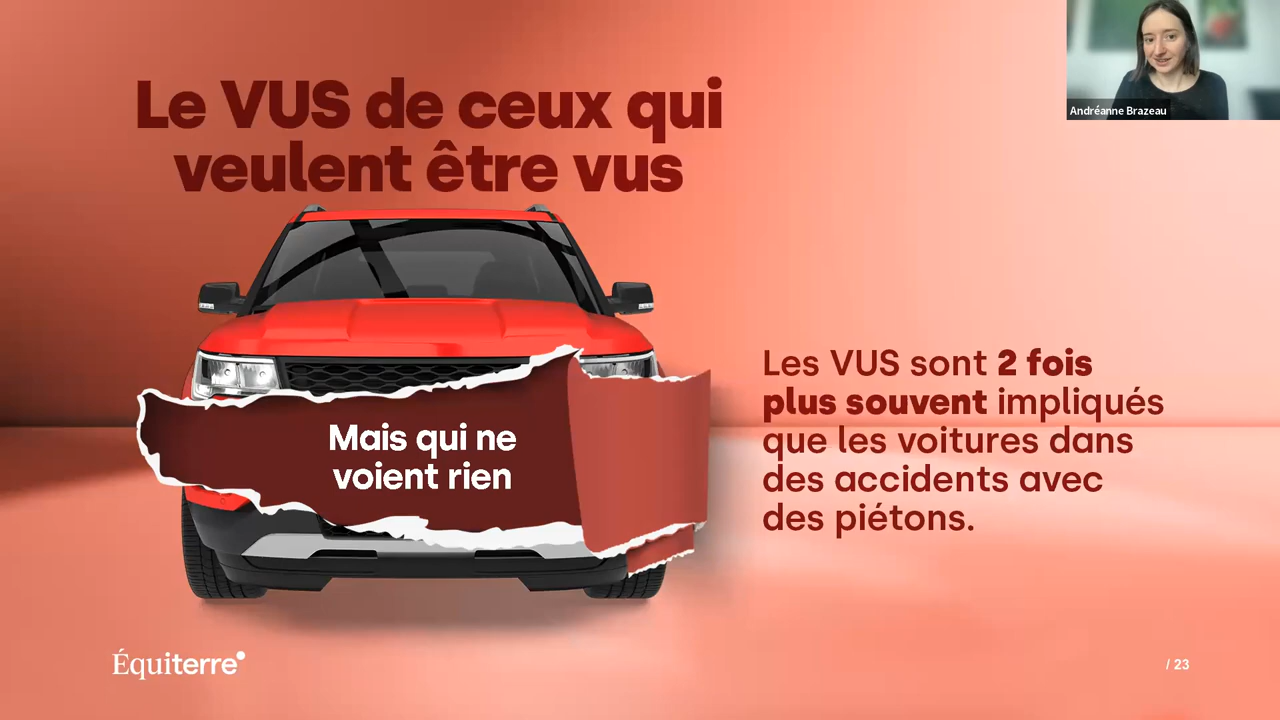 Andréanne Brazeau
Le VUS de ceux qui
veulent être vus
Mais qui ne
voient rien
Les VUS sont 2 fois
plus souvent impliqués
que les voitures dans
des accidents avec
des piétons.
Équiterre
/ 23